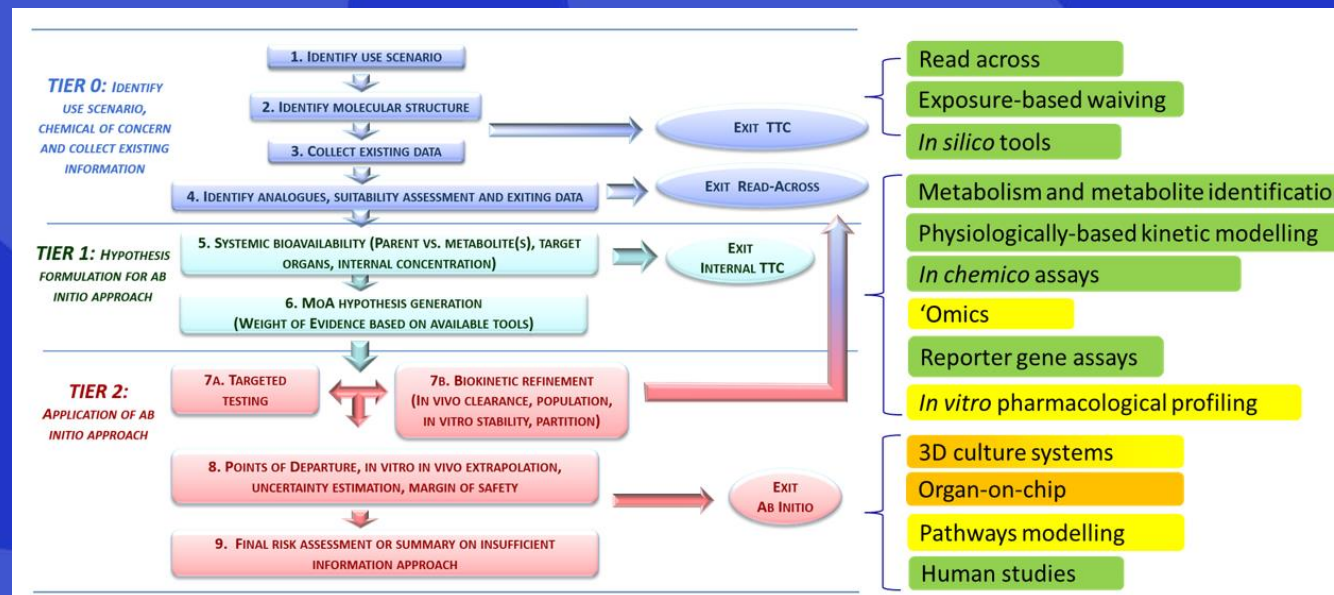 TIER 0: IDENTIFY
USE SCENARIO,
CHEMICAL OF CONCERN
AND COLLECT EXISTING
INFORMATION
1. IDENTIFY USE SCENARIO
2. IDENTIFY MOLECULAR STRUCTURE
3. COLLECT EXISTING DATA
4. IDENTIFY ANALOGUES, SUITABILITY ASSESSMENT AND EXITING DATA
EXIT TTC
EXIT READ-ACROSS
TIER 1: HYPOTHESIS
FORMULATION FOR AB
INITIO APPROACH
5. SYSTEMIC BIOAVAILABILITY (PARENT VS. METABOLITE(S), TARGET
ORGANS, INTERNAL CONCENTRATION)
EXIT
INTERNAL TTC
6. MOA HYPOTHESIS GENERATION
(WEIGHT OF EVIDENCE BASED ON AVAILABLE TOOLS)
TIER 2:
APPLICATION OF AB
INITIO APPROACH
7A. TARGETED
TESTING
7B. BIOKINETIC REFINEMENT
(IN VIVO CLEARANCE, POPULATION,
IN VITRO STABILITY, PARTITION)
8. POINTS OF DEPARTURE, IN VITRO IN VIVO EXTRAPOLATION,
UNCERTAINTY ESTIMATION, MARGIN OF SAFETY
EXIT
AB INITIO
9. FINAL RISK ASSESSMENT OR SUMMARY ON INSUFFICIENT
INFORMATION APPROACH
Read across
Exposure-based waiving
In silico tools
Metabolism and metabolite identificatio
Physiologically-based kinetic modelling
In chemico assays
‘Omics
Reporter gene assays
In vitro pharmacological profiling
3D culture systems
Organ-on-chip
Pathways modelling
Human studies